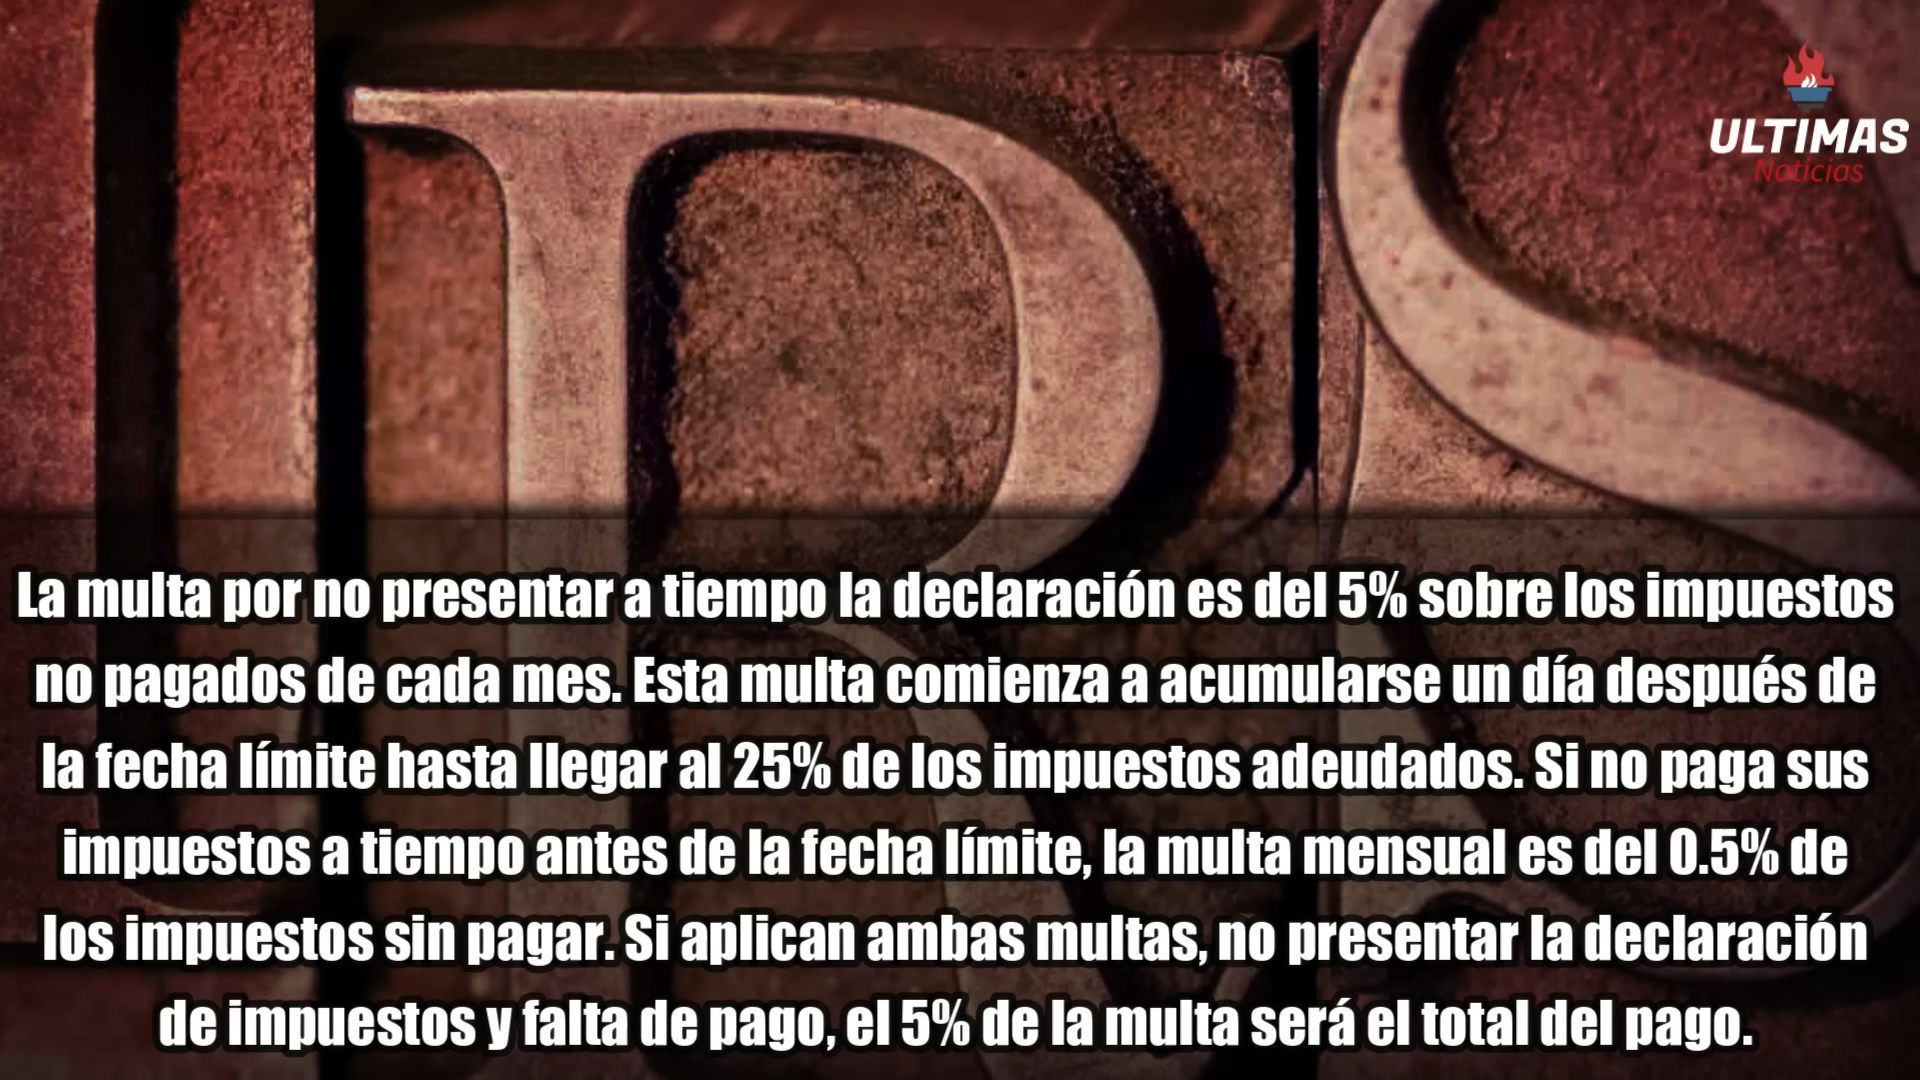 IRS
ULTIMAS
Noticias
La multa por no presentar a tiempo la declaración es del 5% sobre los impuestos
no pagados de cada mes. Esta multa comienza a acumularse un día después de
la fecha límite hasta llegar al 25% de los impuestos adeudados. Si no paga sus
impuestos a tiempo antes de la fecha límite, la multa mensual es del 0.5% de
los impuestos sin pagar. Si aplican ambas multas, no presentar la declaración
de impuestos y falta de pago, el 5% de la multa será el total del pago.